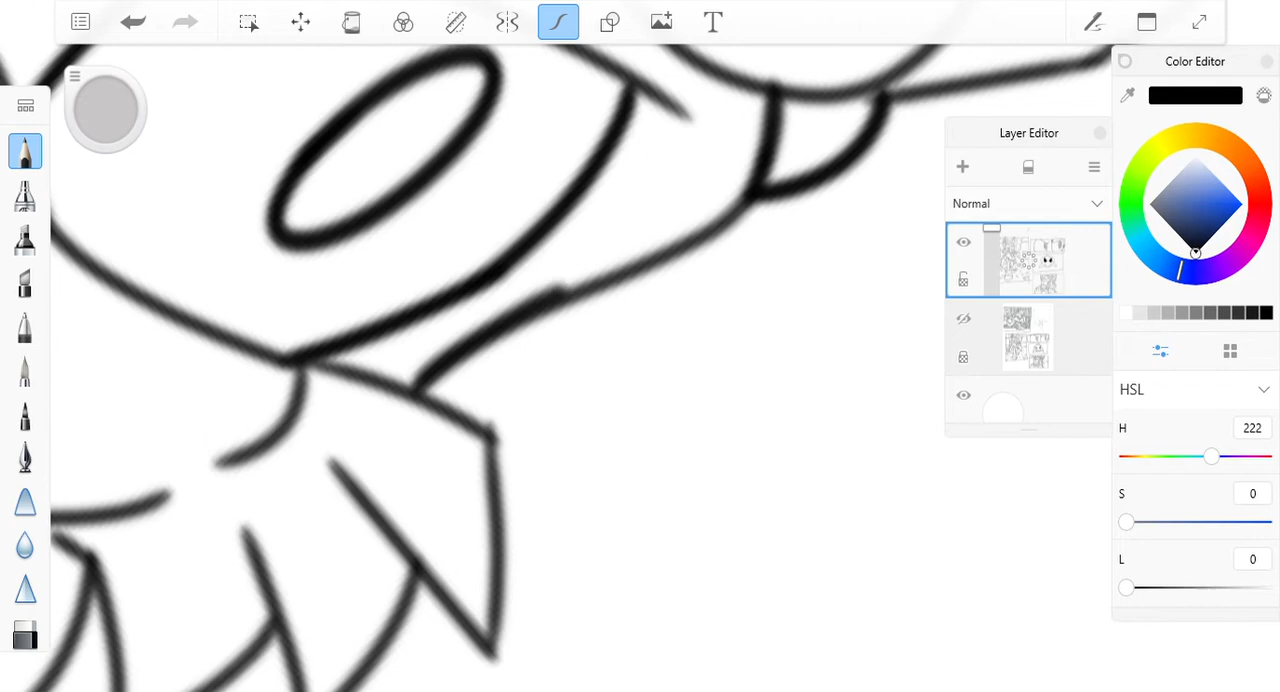 T
Color Editor
Layer Editor
Normal
HSL
H 222
S 0
L 0